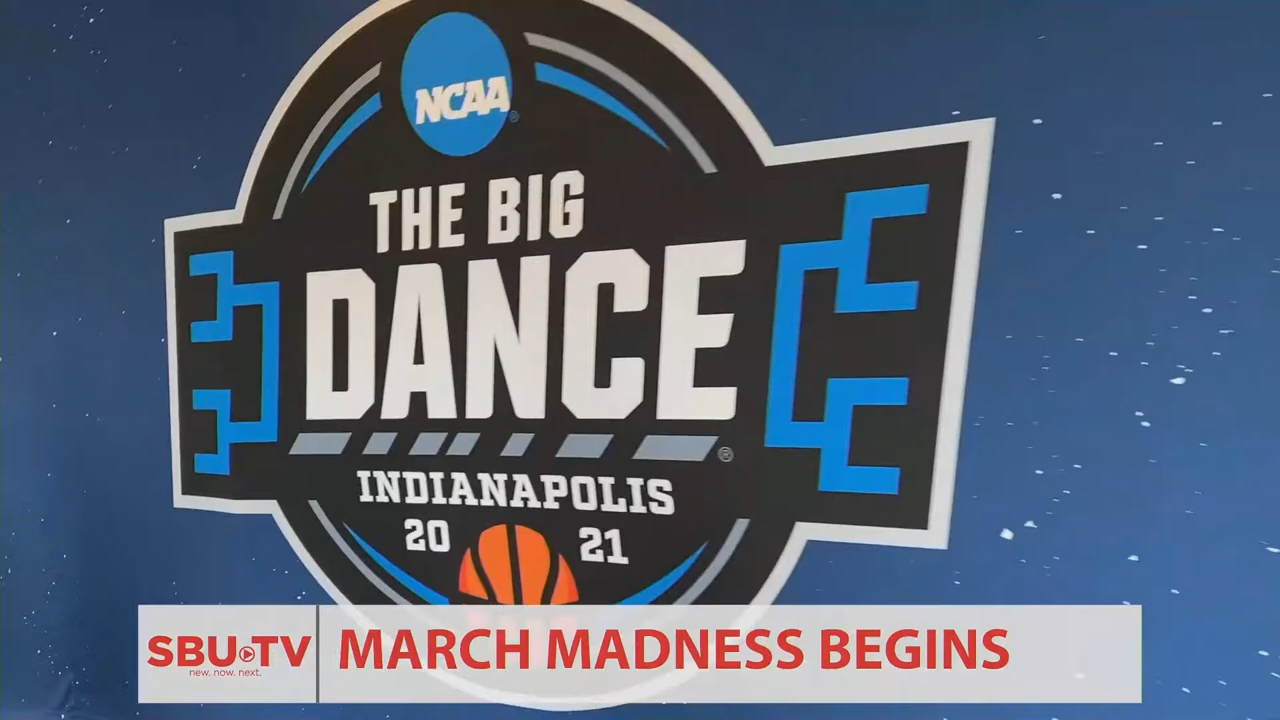 NCAA®
THE BIG
DANCE®
INDIANAPOLIS
20 21
SBU TV
new. now. next.
MARCH MADNESS BEGINS